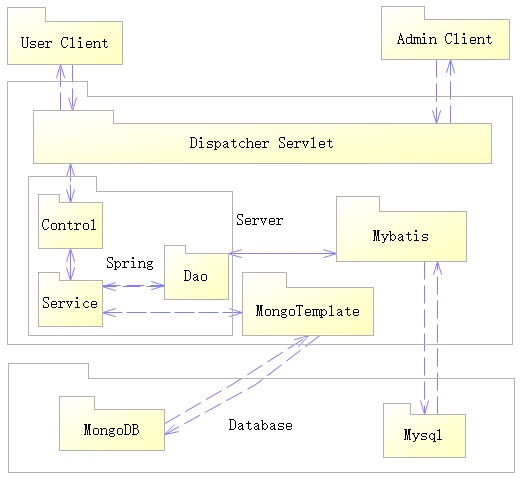 User Client
Admin Client
Dispatcher Servlet
Control
Server
Mybatis
Spring
Dao
Service
MongoTemplate
MongoDB
Database
Mysql